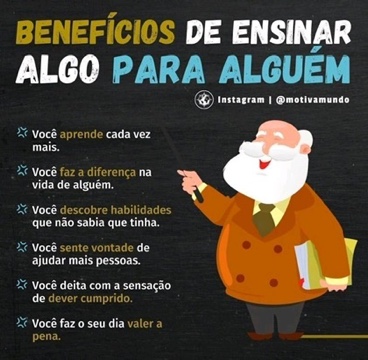 BENEFÍCIOS DE ENSINAR
ALGO PARA ALGUÉM
Instagram | @motivamundo
Você aprende cada vez
mais.
Você faz a diferença na
vida de alguém.
Você descobre habilidades
que não sabia que tinha.
Você sente vontade de
ajudar mais pessoas.
Você deita com a sensação
de dever cumprido.
Você faz o seu dia valer a
pena.